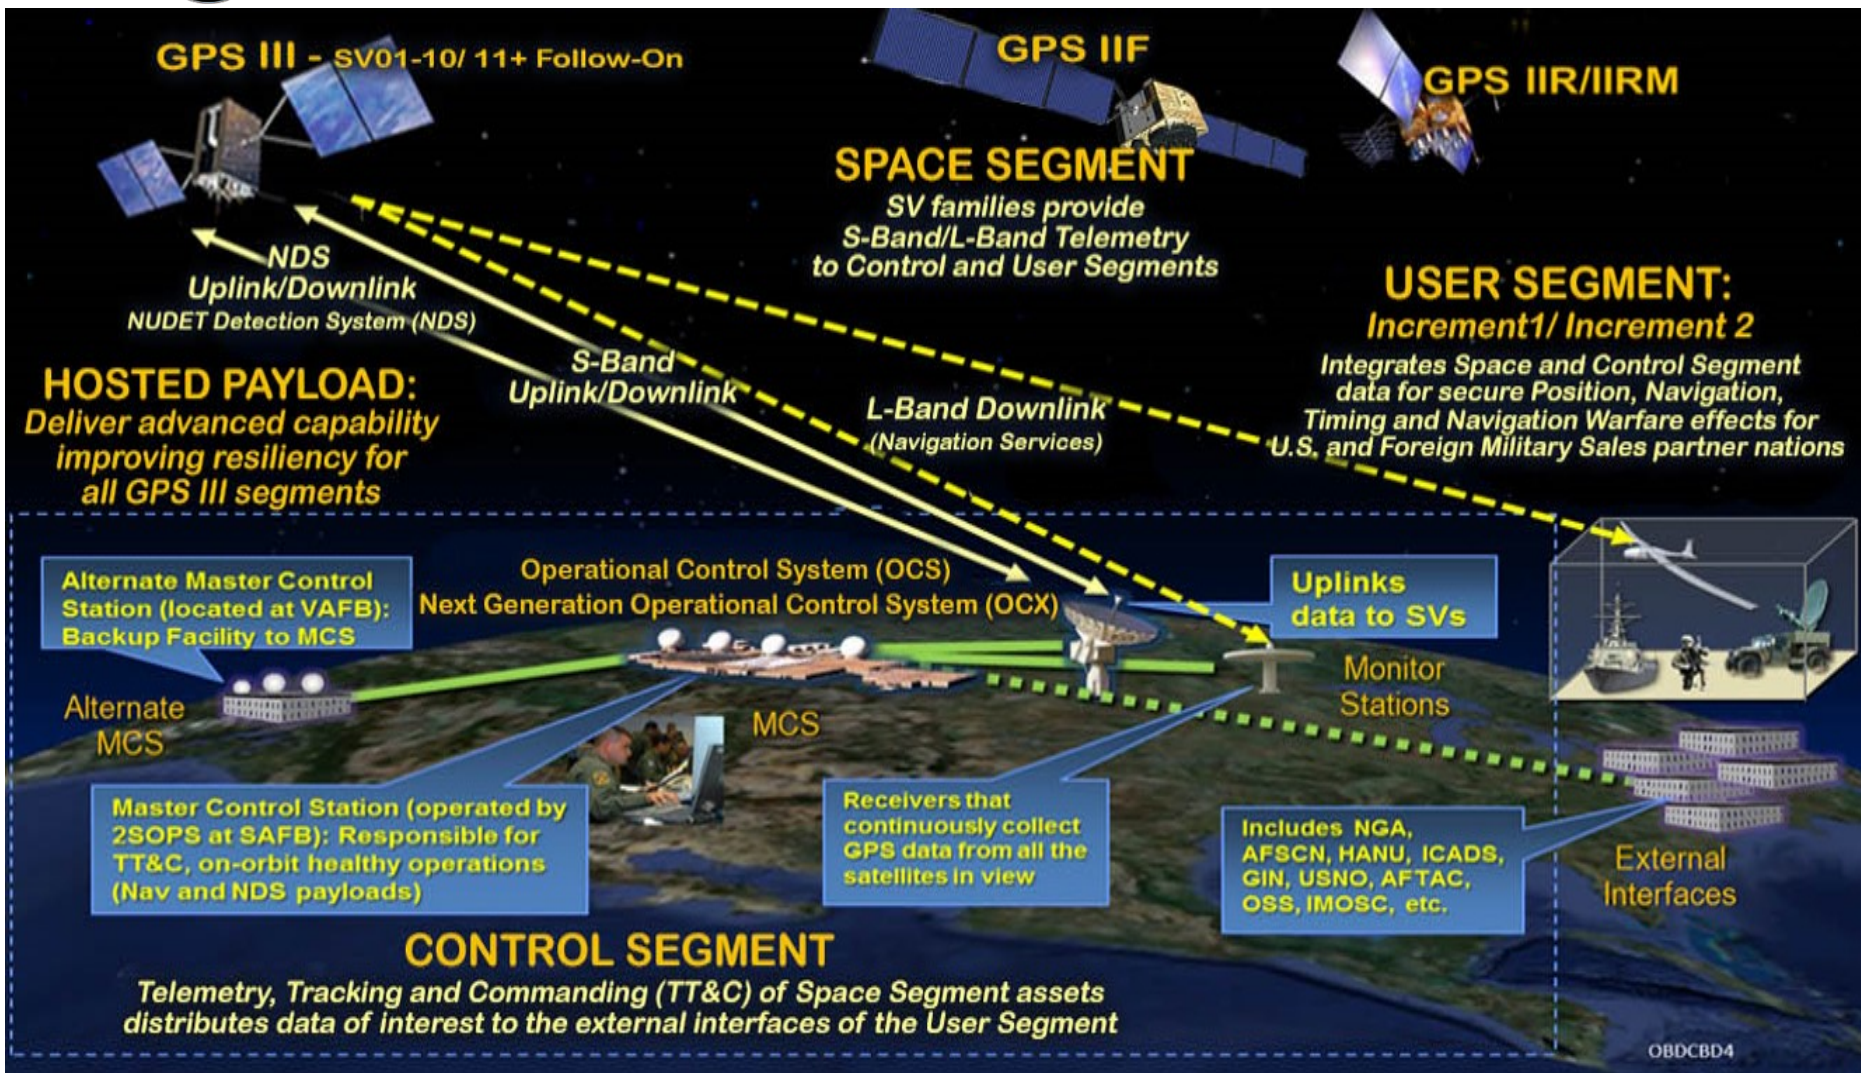 GPS III - SV01-10/ 11+ Follow-On
GPS IIF
GPS IIR/IIRM
SPACE SEGMENT
SV families provide
S-Band/L-Band Telemetry
to Control and User Segments
NDS
Uplink/Downlink
NUDET Detection System (NDS)
USER SEGMENT:
Increment1/ Increment 2
Integrates Space and Control Segment
data for secure Position, Navigation,
Timing and Navigation Warfare effects for
U.S. and Foreign Military Sales partner nations
S-Band
Uplink/Downlink
HOSTED PAYLOAD:
Deliver advanced capability
improving resiliency for
all GPS III segments
L-Band Downlink
(Navigation Services)
Alternate Master Control
Station (located at VAFB):
Backup Facility to MCS
Operational Control System (OCS)
Next Generation Operational Control System (OCX)
Uplinks
data to SVs
Alternate
MCS
MCS
Monitor
Stations
Master Control Station (operated by
2SOPS at SAFB): Responsible for
TT&C, on-orbit healthy operations
(Nav and NDS payloads)
Receivers that
continuously collect
GPS data from all the
satellites in view
Includes NGA,
AFSCN, HANU, ICADS,
GIN, USNO, AFTAC,
OSS, IMOSC, etc.
External
Interfaces
CONTROL SEGMENT
Telemetry, Tracking and Commanding (TT&C) of Space Segment assets
distributes data of interest to the external interfaces of the User Segment
OBDCBD4